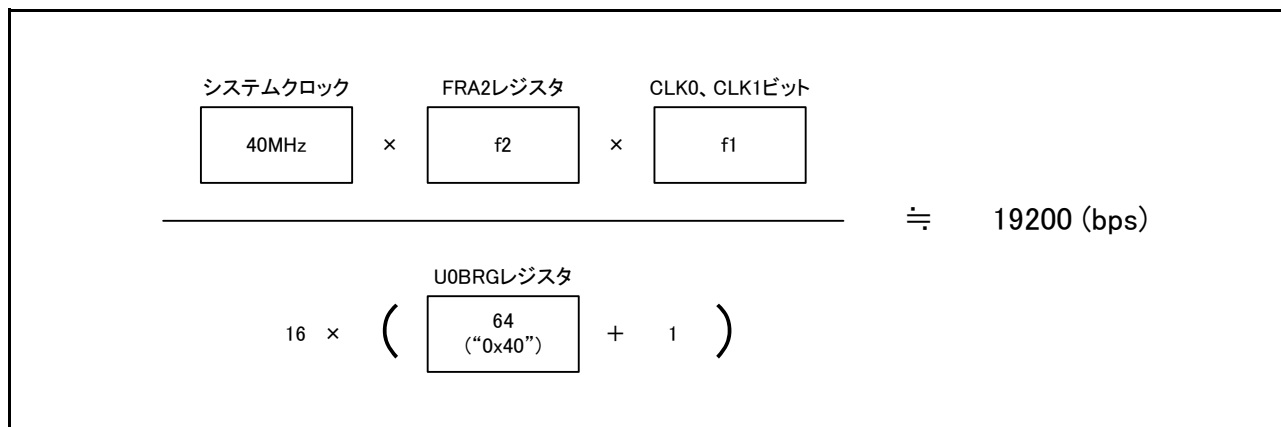 システムクロック FRA2レジスタ CLK0、CLK1ビット
40MHz × f2 × f1
≒ 19200 (bps)
U0BRGレジスタ
16 × ( 64 + 1 )
(“0x40”)